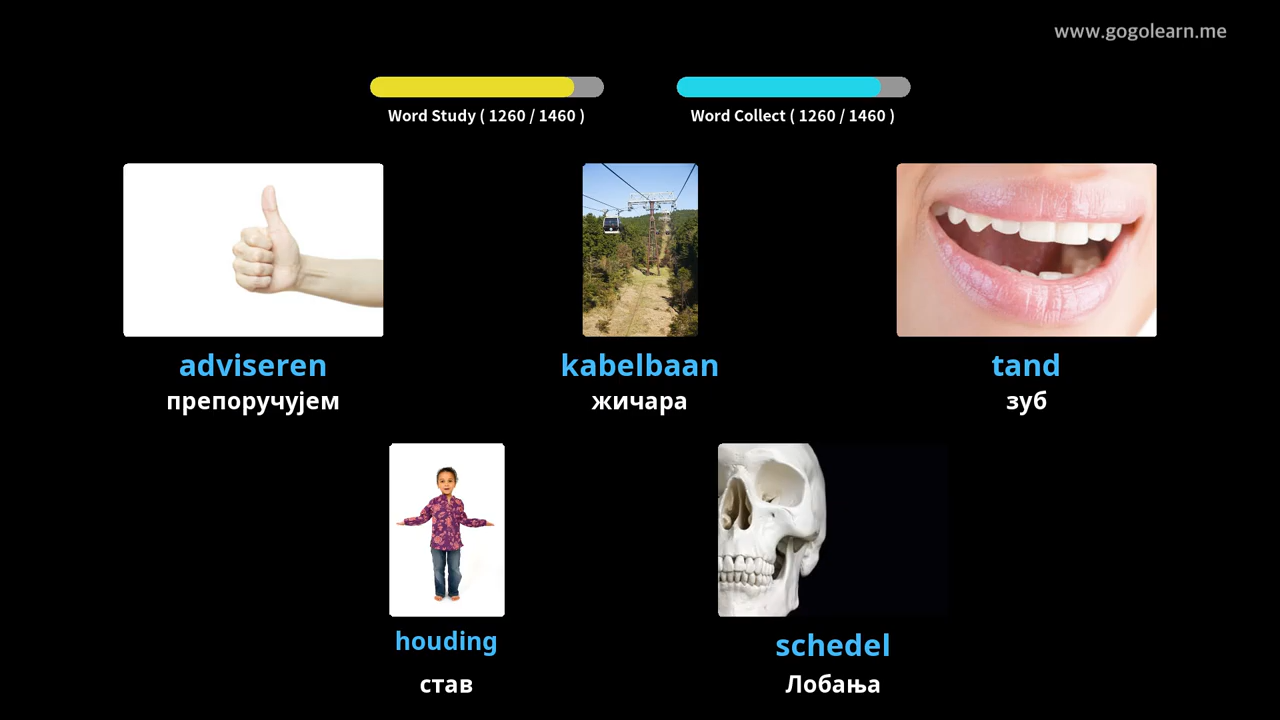 www.gogolearn.me
Word Study ( 1260 / 1460 )
Word Collect ( 1260 / 1460 )
adviseren
препоручујем
kabelbaan
жичара
tand
зуб
houding
став
schedel
Лобања